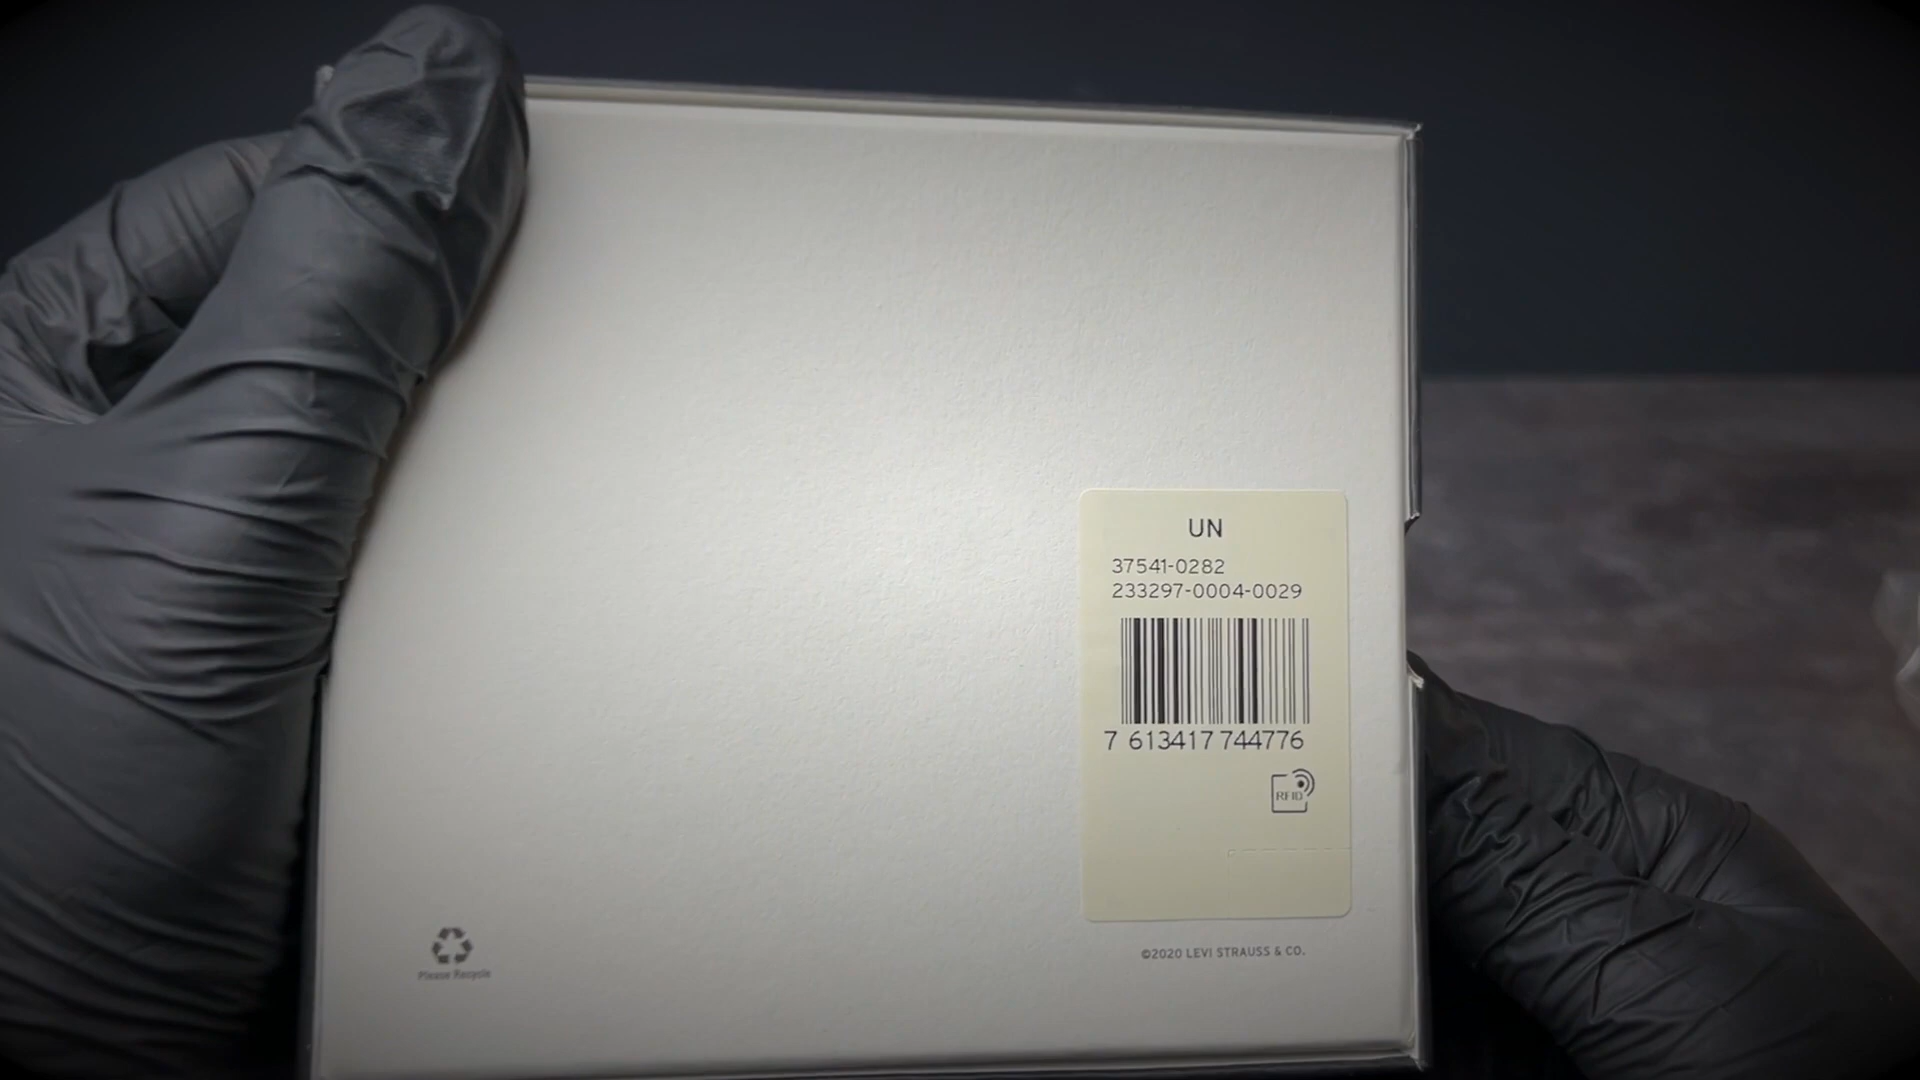 UN
37541-0282
233297-0004-0029
7 613417 744776
RFID
©2020 LEVI STRAUSS & CO.
Please Recycle